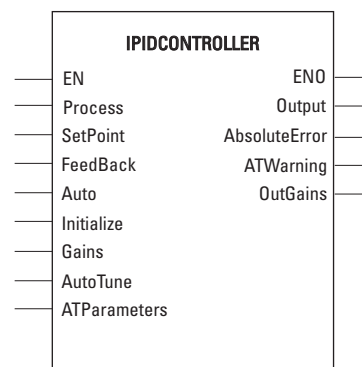 IPIDCONTROLLER
EN ENO
Process Output
SetPoint AbsoluteError
FeedBack ATWarning
Auto OutGains
Initialize
Gains
AutoTune
ATParameters